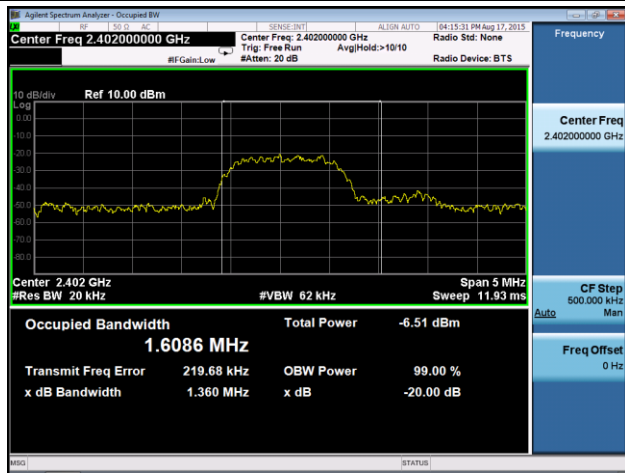 Agilent Spectrum Analyzer - Occupied BW
RF 50 Ω AC SENSE:INT ALIGN AUTO 04:15:31 PM Aug 17, 2015
Center Freq 2.402000000 GHz
Center Freq: 2.402000000 GHz
Radio Std: None
Trig: Free Run Avg|Hold:>10/10
#IFGain:Low #Atten: 20 dB Radio Device: BTS
Frequency
10 dB/div Ref 10.00 dBm
Log
0.00
-10.0
-20.0
-30.0
-40.0
-50.0
-60.0
-70.0
-80.0
Center 2.402 GHz Span 5 MHz
#Res BW 20 kHz #VBW 62 kHz Sweep 11.93 ms
Occupied Bandwidth Total Power -6.51 dBm
1.6086 MHz
Transmit Freq Error 219.68 kHz OBW Power 99.00 %
x dB Bandwidth 1.360 MHz x dB -20.00 dB
Center Freq
2.402000000 GHz
CF Step
500.000 kHz
Auto Man
Freq Offset
0 Hz
MSG STATUS